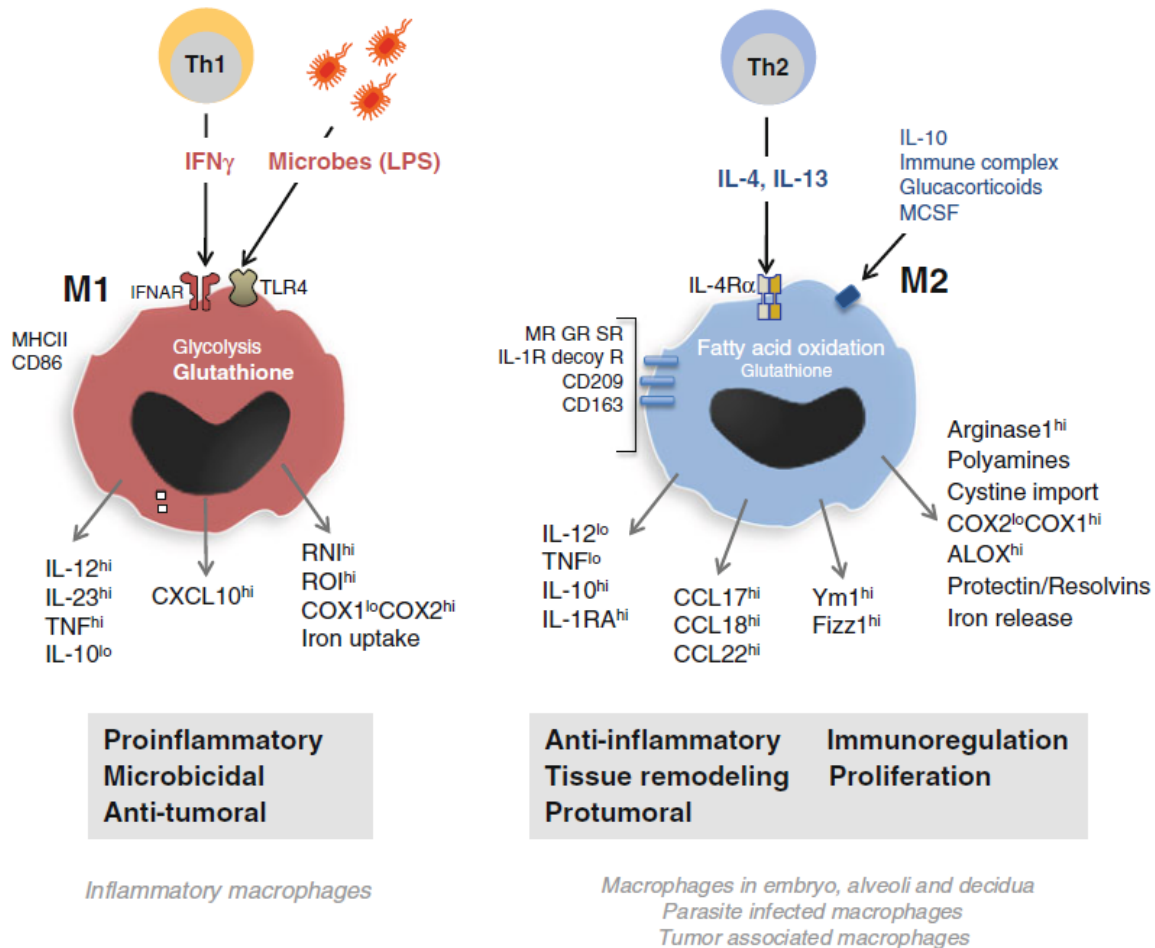 Th1
IFNγ
Microbes (LPS)
M1
IFNAR
TLR4
MHCII
CD86
Glycolysis
Glutathione
IL-12hi
IL-23hi
TNFhi
IL-10lo
CXCL10hi
RNIhi
ROIhi
COX1loCOX2hi
Iron uptake
Proinflammatory
Microbicidal
Anti-tumoral
Inflammatory macrophages
Th2
IL-4, IL-13
IL-10
Immune complex
Glucacorticoids
MCSF
IL-4Rα
M2
MR GR SR
IL-1R decoy R
CD209
CD163
Fatty acid oxidation
Glutathione
IL-12lo
TNFlo
IL-10hi
IL-1RAhi
CCL17hi
CCL18hi
CCL22hi
Ym1hi
Fizz1hi
Arginase1hi
Polyamines
Cystine import
COX2loCOX1hi
ALOXhi
Protectin/Resolvins
Iron release
Anti-inflammatory Immunoregulation
Tissue remodeling Proliferation
Protumoral
Macrophages in embryo, alveoli and decidua
Parasite infected macrophages
Tumor associated macrophages